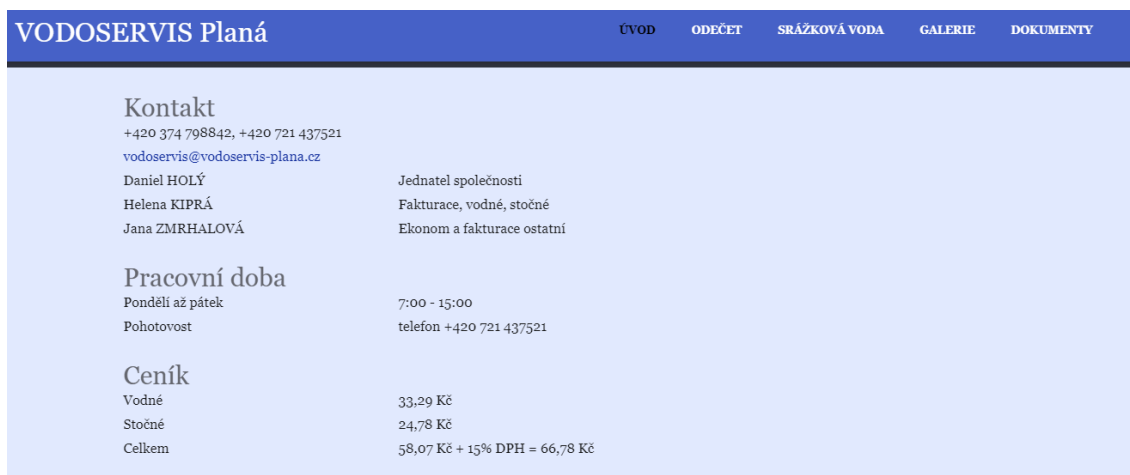 VODOSERVIS Planá
ÚVOD ODEČET SRÁŽKOVÁ VODA GALERIE DOKUMENTY
Kontakt
+420 374 798842, +420 721 437521
vodoservis@vodoservis-plana.cz
Daniel HOLÝ Jednatel společnosti
Helena KIPRÁ Fakturace, vodné, stočné
Jana ZMRHALOVÁ Ekonom a fakturace ostatní
Pracovní doba
Pondělí až pátek 7:00 - 15:00
Pohotovost telefon +420 721 437521
Ceník
Vodné 33,29 Kč
Stočné 24,78 Kč
Celkem 58,07 Kč + 15% DPH = 66,78 Kč